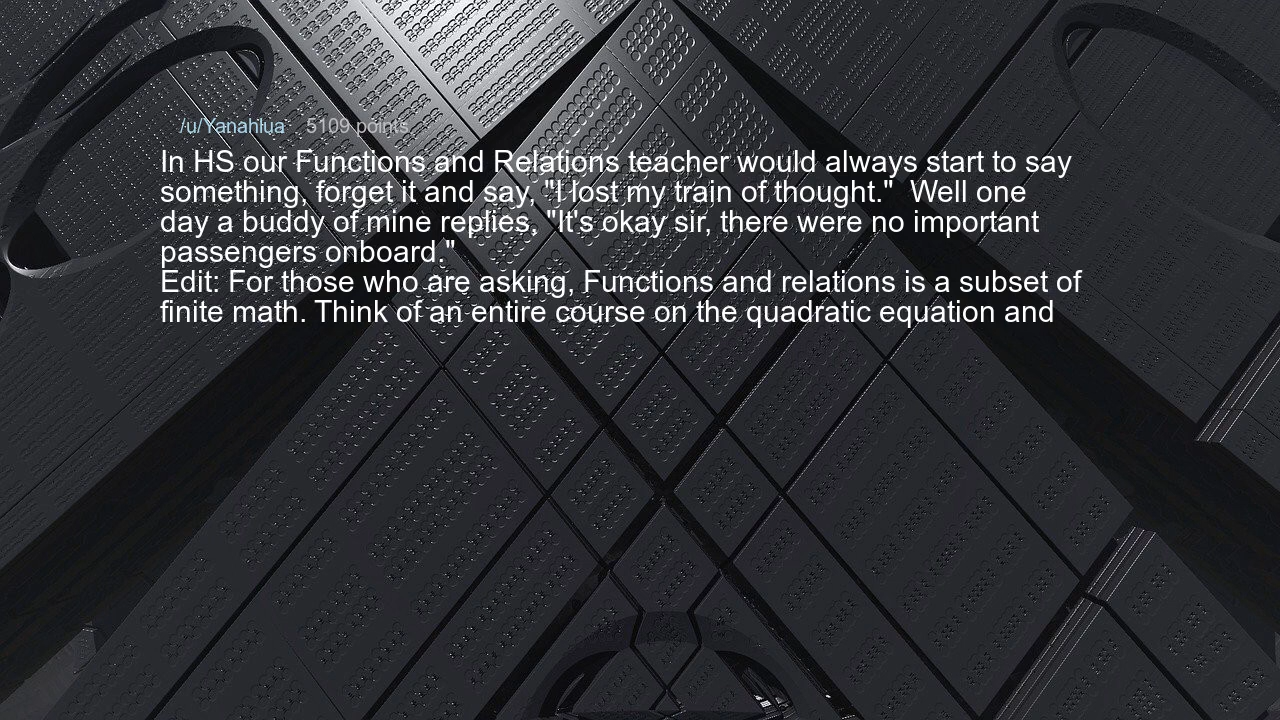 /u/Yanahlua 5109 points
In HS our Functions and Relations teacher would always start to say
something, forget it and say, "I lost my train of thought."  Well one
day a buddy of mine replies, "It's okay sir, there were no important
passengers onboard."
Edit: For those who are asking, Functions and relations is a subset of
finite math. Think of an entire course on the quadratic equation and